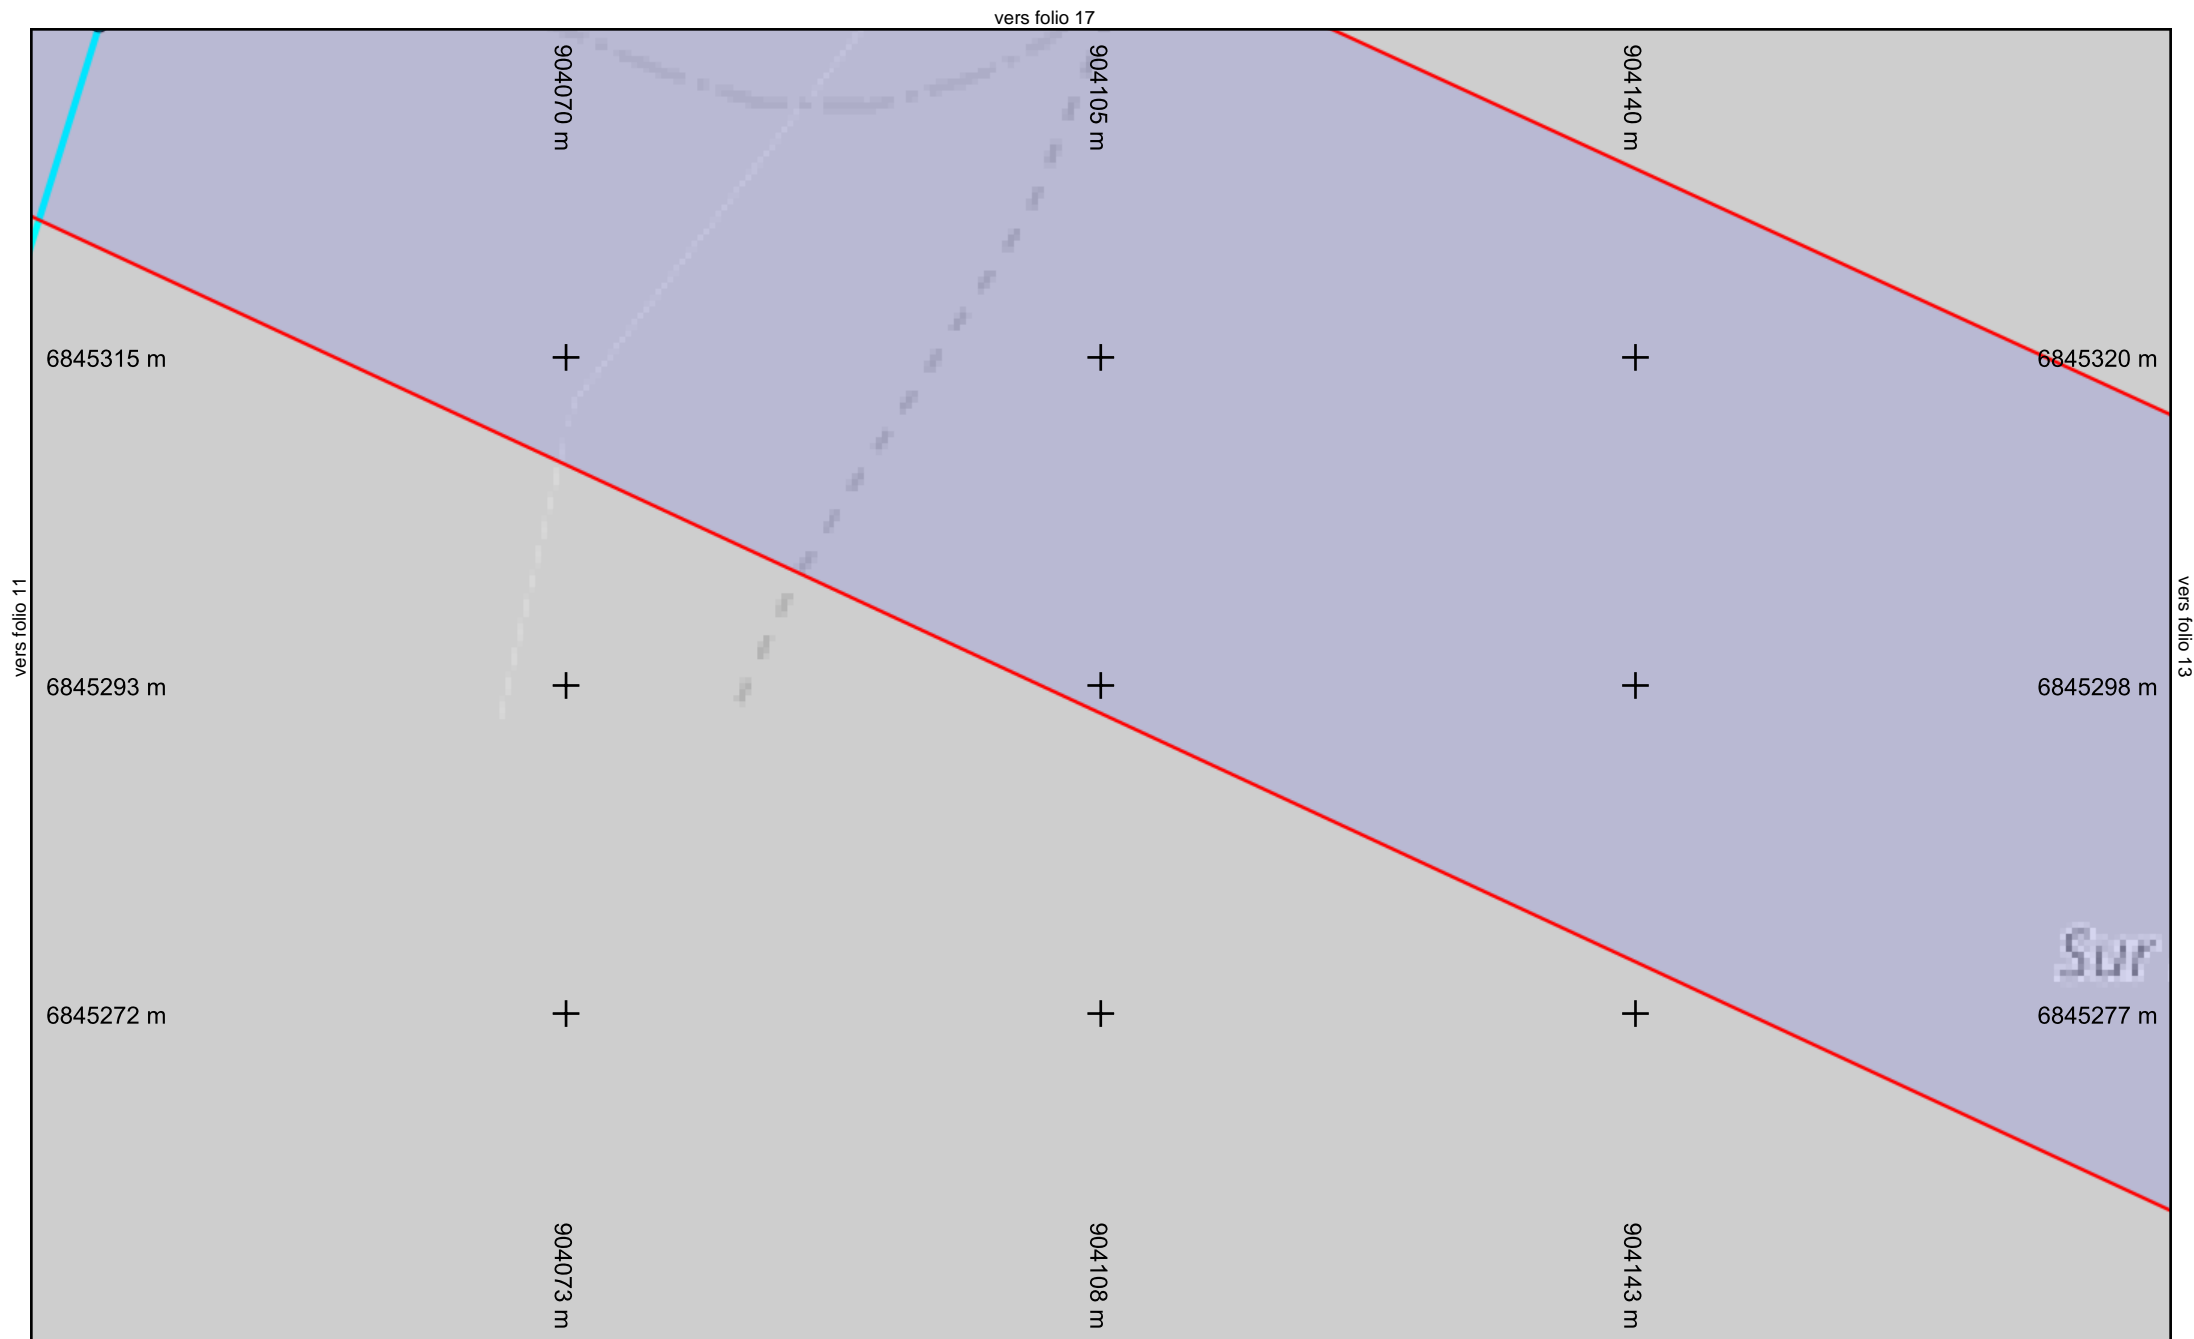 vers folio 17
904070 m
904105 m
904140 m
6845315 m
6845320 m
vers folio 11
vers folio 13
6845293 m
6845298 m
Sur
6845272 m
6845277 m
904073 m
904108 m
904143 m